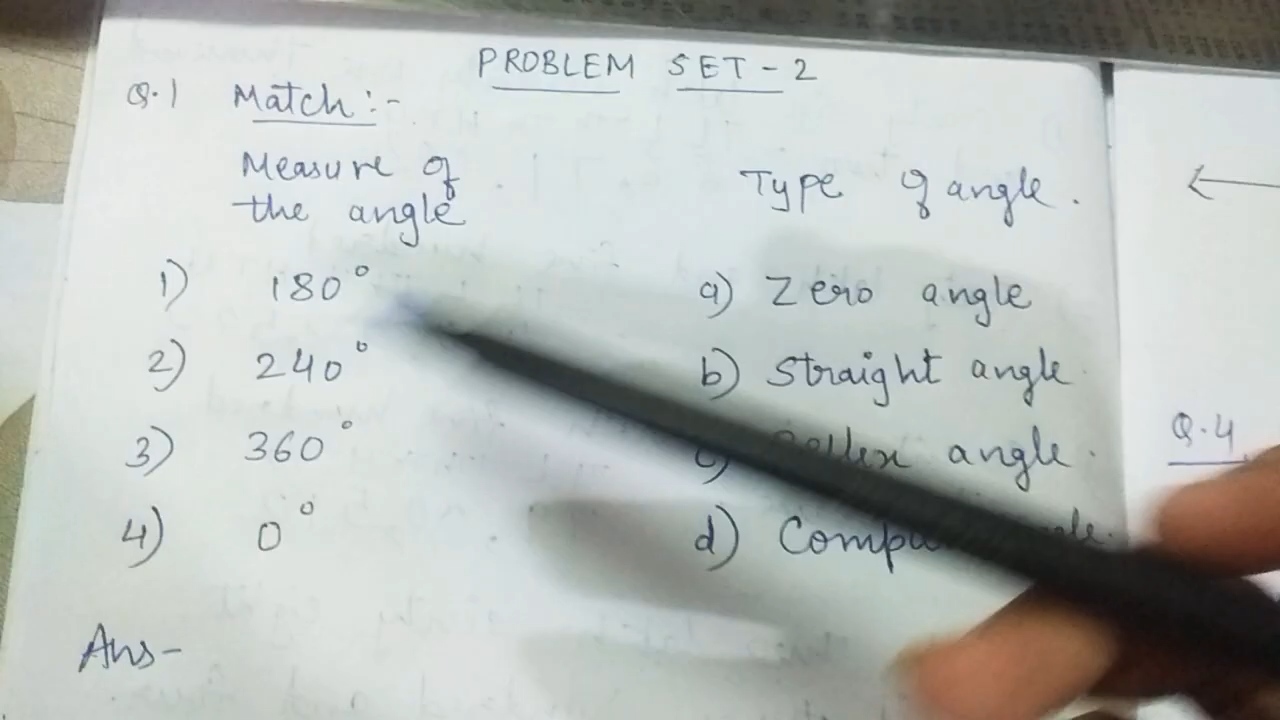 PROBLEM SET - 2
Q.1 Match :-
Measure of the angle
Type of angle.
1) 180° a) Zero angle
2) 240° b) Straight angle
3) 360° c) angle.
4) 0° d)
Ans-
Q.4